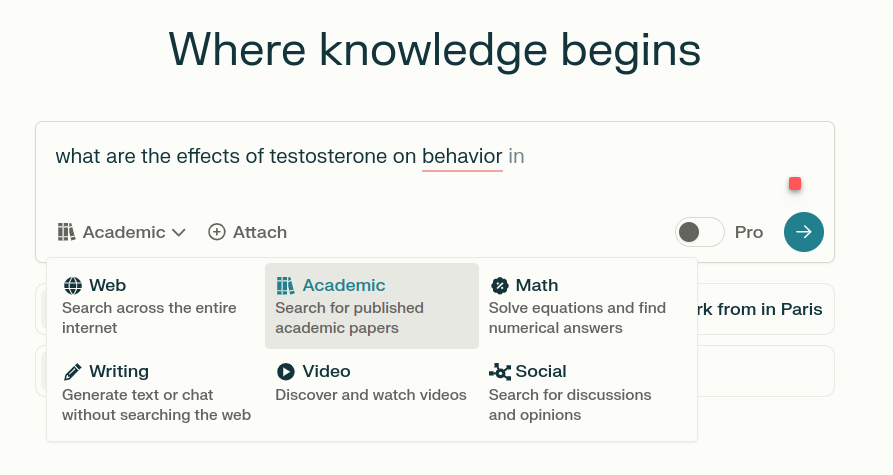 Where knowledge begins
what are the effects of testosterone on behavior in
Academic
Attach
Pro
Web
Search across the entire
internet
Academic
Search for published
academic papers
Math
Solve equations and find
numerical answers
rk from in Paris
Writing
Generate text or chat
without searching the web
Video
Discover and watch videos
Social
Search for discussions
and opinions